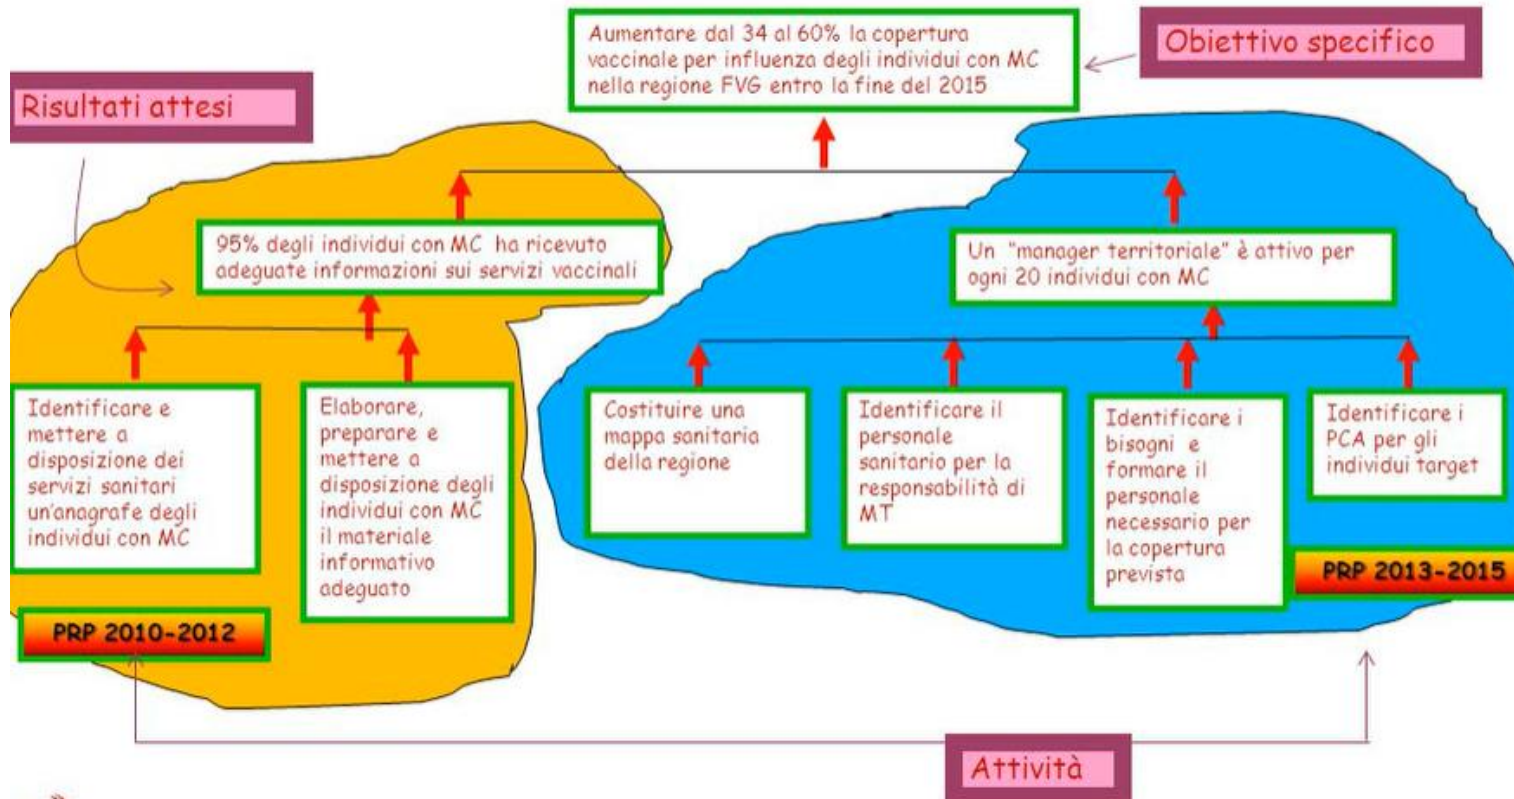 Aumentare dal 34 al 60% la copertura
vaccinale per influenza degli individui con MC
nella regione FVG entro la fine del 2015
Obiettivo specifico
Risultati attesi
95% degli individui con MC ha ricevuto
adeguate informazioni sui servizi vaccinali
Un "manager territoriale" è attivo per
ogni 20 individui con MC
Identificare e
mettere a
disposizione dei
servizi sanitari
un'anagrafe degli
individui con MC
Elaborare,
preparare e
mettere a
disposizione degli
individui con MC
il materiale
informativo
adeguato
Costituire una
mappa sanitaria
della regione
Identificare il
personale
sanitario per la
responsabilità di
MT
Identificare i
bisogni e
formare il
personale
necessario per
la copertura
prevista
Identificare i
PCA per gli
individui target
PRP 2010-2012
PRP 2013-2015
Attività